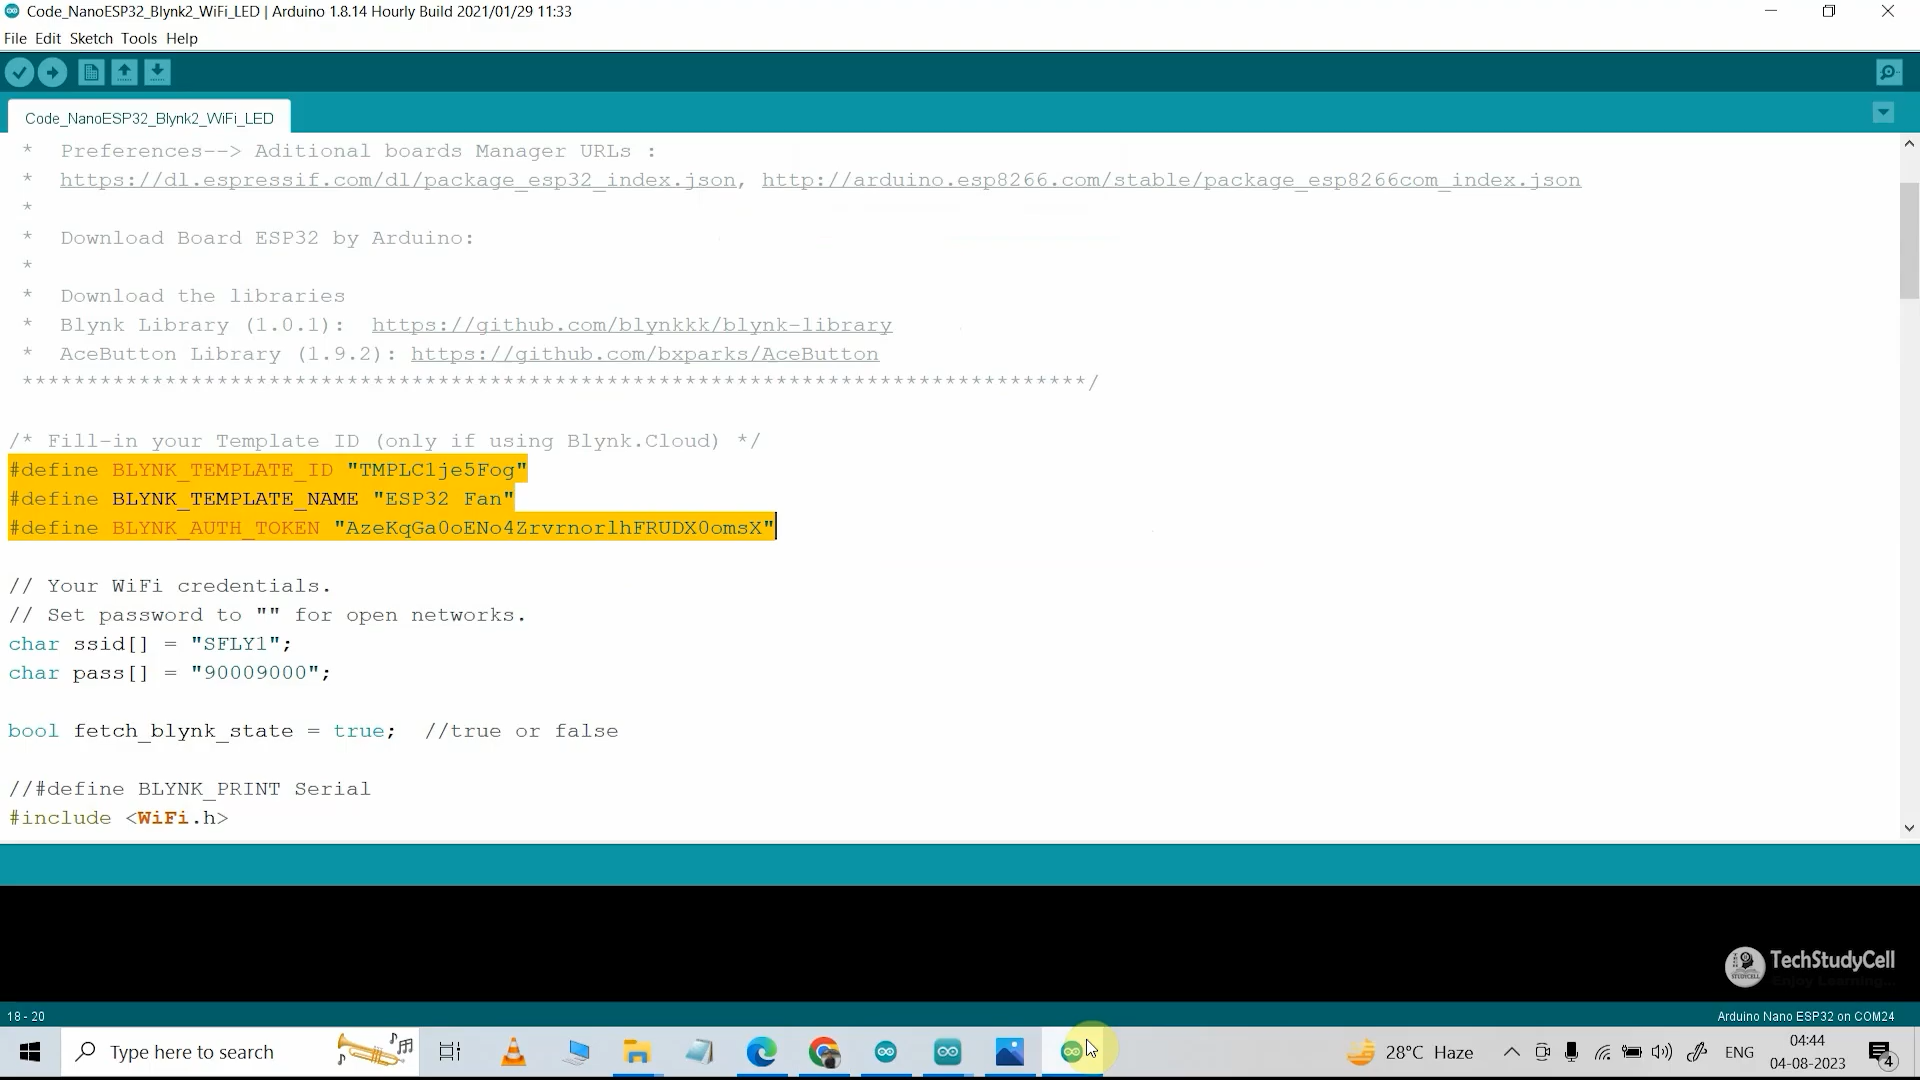 Code_NanoESP32_Blynk2_WiFi_LED | Arduino 1.8.14 Hourly Build 2021/01/29 11:33
File Edit Sketch Tools Help
Code_NanoESP32_Blynk2_WiFi_LED
* Preferences--> Aditional boards Manager URLs :
* https://dl.espressif.com/dl/package_esp32_index.json, http://arduino.esp8266.com/stable/package_esp8266com_index.json
*
* Download Board ESP32 by Arduino:
*
* Download the libraries
* Blynk Library (1.0.1): https://github.com/blynkkk/blynk-library
* AceButton Library (1.9.2): https://github.com/bxparks/AceButton
**********************************************************************************/
/* Fill-in your Template ID (only if using Blynk.Cloud) */
#define BLYNK_TEMPLATE_ID "TMPLC1je5Fog"
#define BLYNK_TEMPLATE_NAME "ESP32 Fan"
#define BLYNK_AUTH_TOKEN "AzeKqGa0oENo4ZrvrnorlhFRUDX0omsX"
// Your WiFi credentials.
// Set password to "" for open networks.
char ssid[] = "SFLY1";
char pass[] = "90009000";
bool fetch_blynk_state = true; //true or false
//#define BLYNK_PRINT Serial
#include <WiFi.h>
TechStudyCell
Enjoy Learning...
18 - 20
Arduino Nano ESP32 on COM24
Type here to search
28°C Haze
ENG
04:44
04-08-2023
4